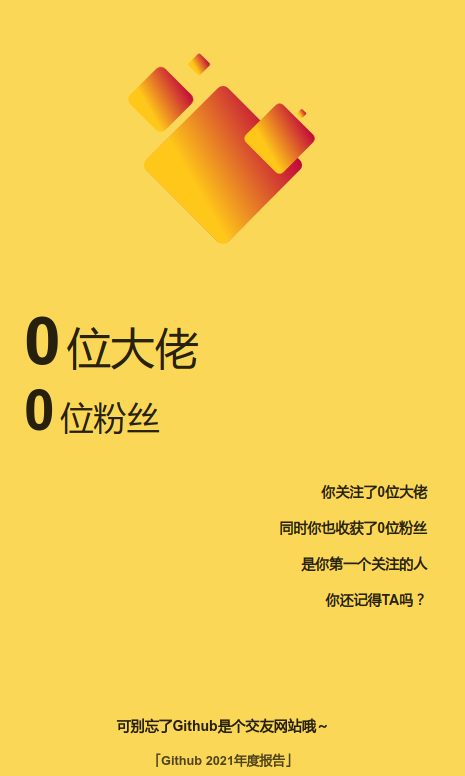 0位大佬
0位粉丝
你关注了0位大佬
同时你也收获了0位粉丝
是你第一个关注的人
你还记得TA吗？
可别忘了Github是个交友网站哦～
「Github 2021年度报告」